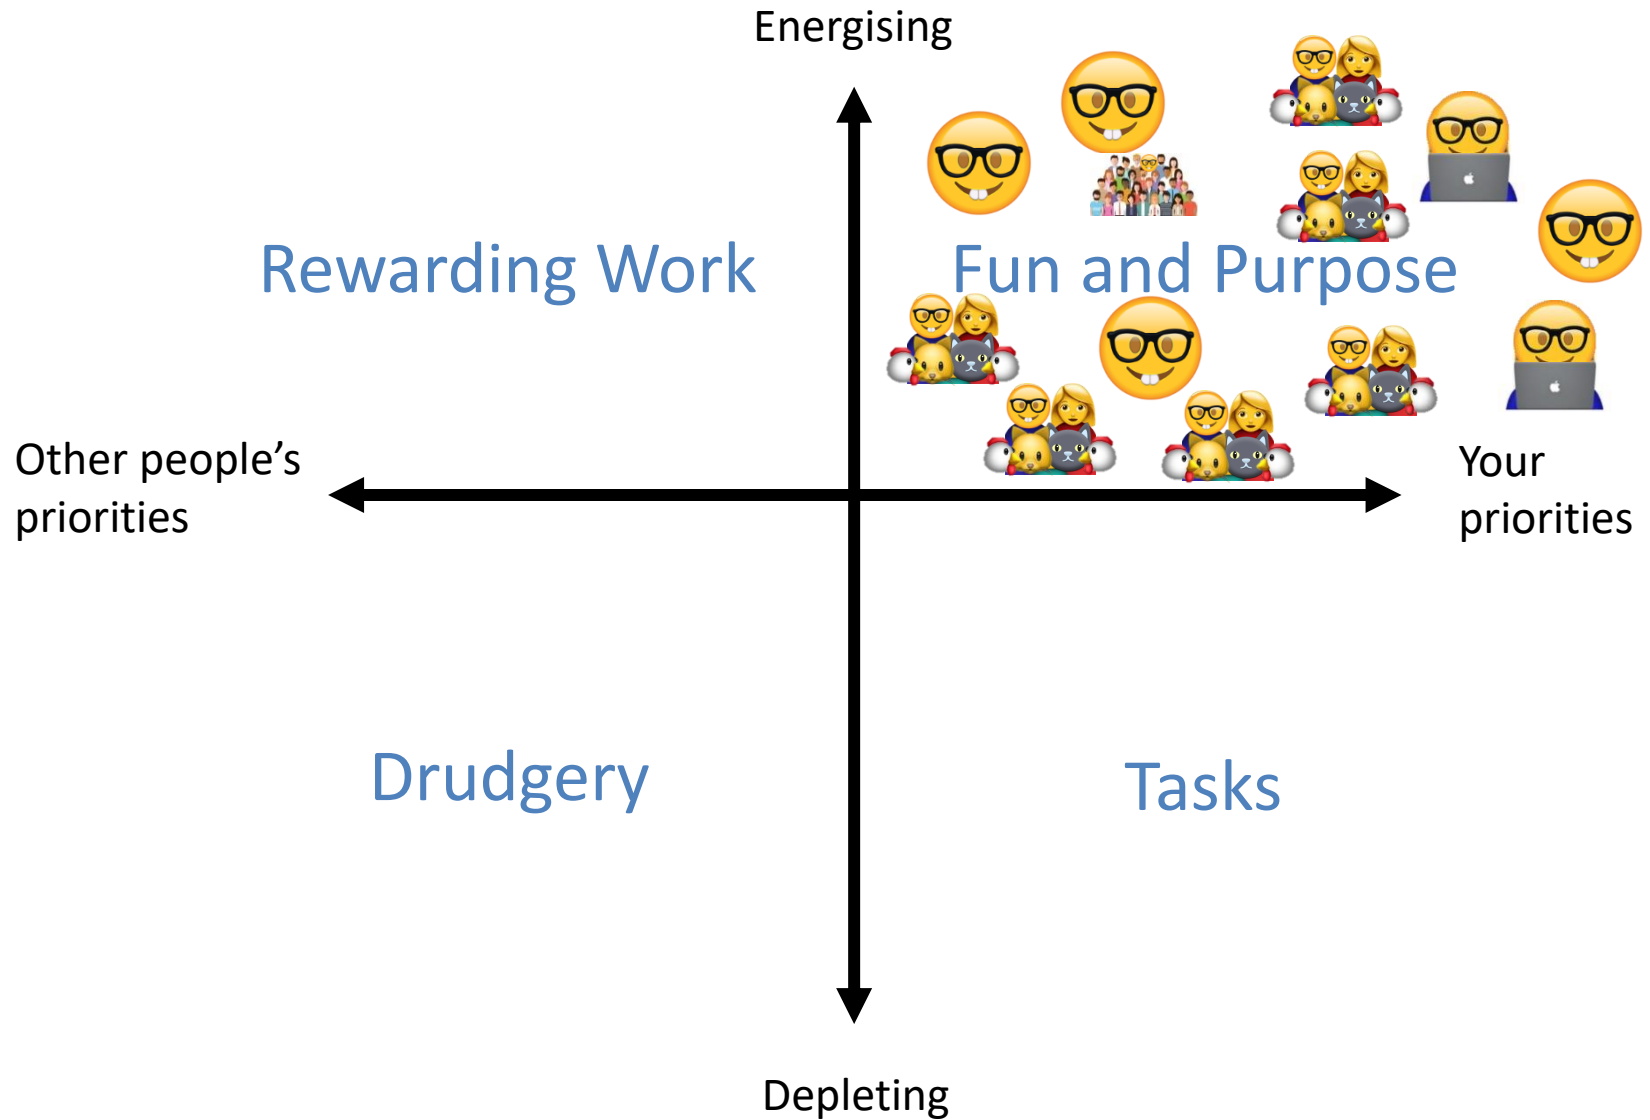 Energising
Rewarding Work
Fun and Purpose
Other people’s
priorities
Your
priorities
Drudgery
Tasks
Depleting